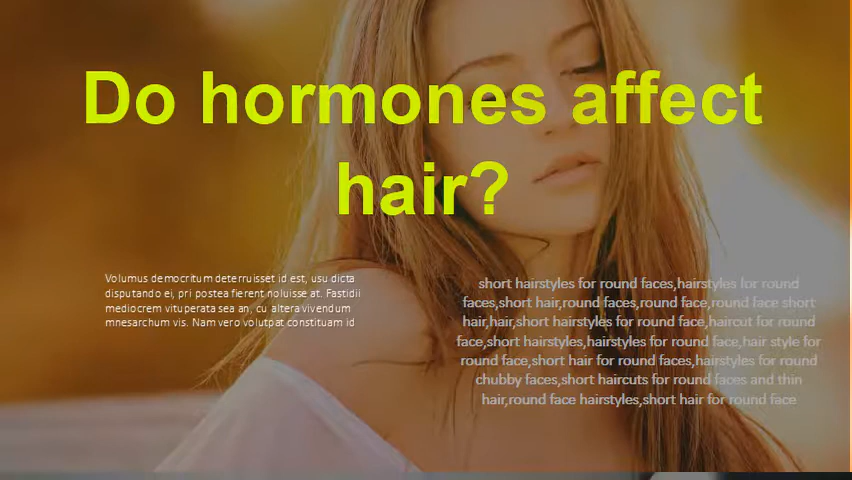 Do hormones affect
hair?
Volumus democritum deterruisset id est, usu dicta
disputando ei, pri postea fierent noluisse at. Fastidii
mediocrem vituperata sea an, cu altera vivendum
mnesarchum vis. Nam vero volutpat constituam id
short hairstyles for round faces,hairstyles for round
faces,short hair,round faces,round face,round face short
hair,hair,short hairstyles for round face,haircut for round
face,short hairstyles,hairstyles for round face,hair style for
round face,short hair for round faces,hairstyles for round
chubby faces,short haircuts for round faces and thin
hair,round face hairstyles,short hair for round face